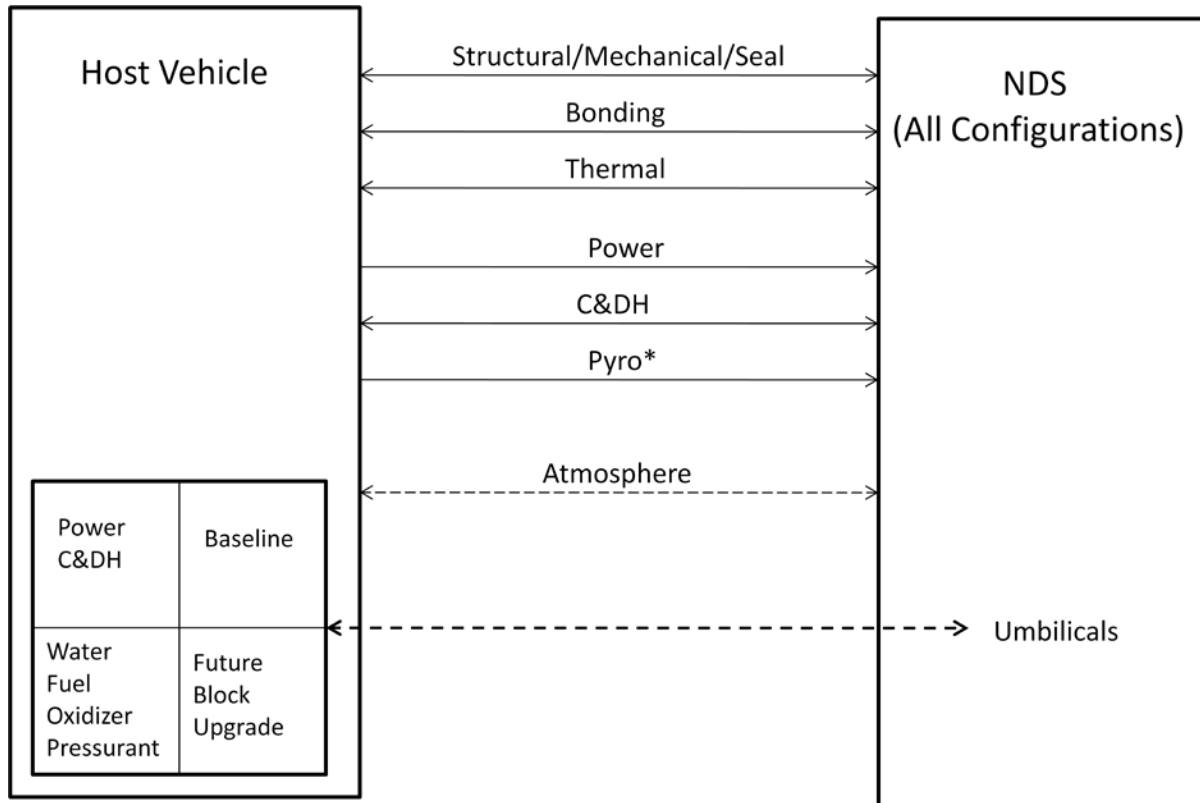 Host Vehicle
Structural/Mechanical/Seal
NDS
(All Configurations)
Bonding
Thermal
Power
C&DH
Pyro*
Atmosphere
Power
C&DH
Baseline
Water
Fuel
Oxidizer
Pressurant
Future
Block
Upgrade
Umbilicals